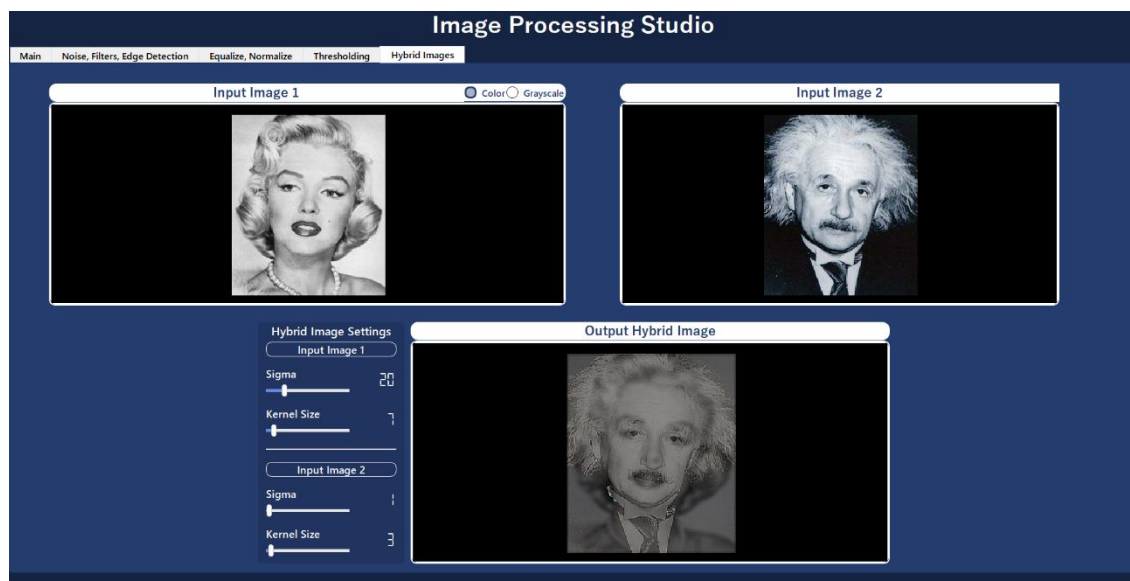 Image Processing Studio
Main Noise, Filters, Edge Detection Equalize, Normalize Thresholding Hybrid Images
Input Image 1 Color Grayscale
Input Image 2
Hybrid Image Settings
Input Image 1
Sigma 20
Kernel Size 7
Input Image 2
Sigma 1
Kernel Size 3
Output Hybrid Image